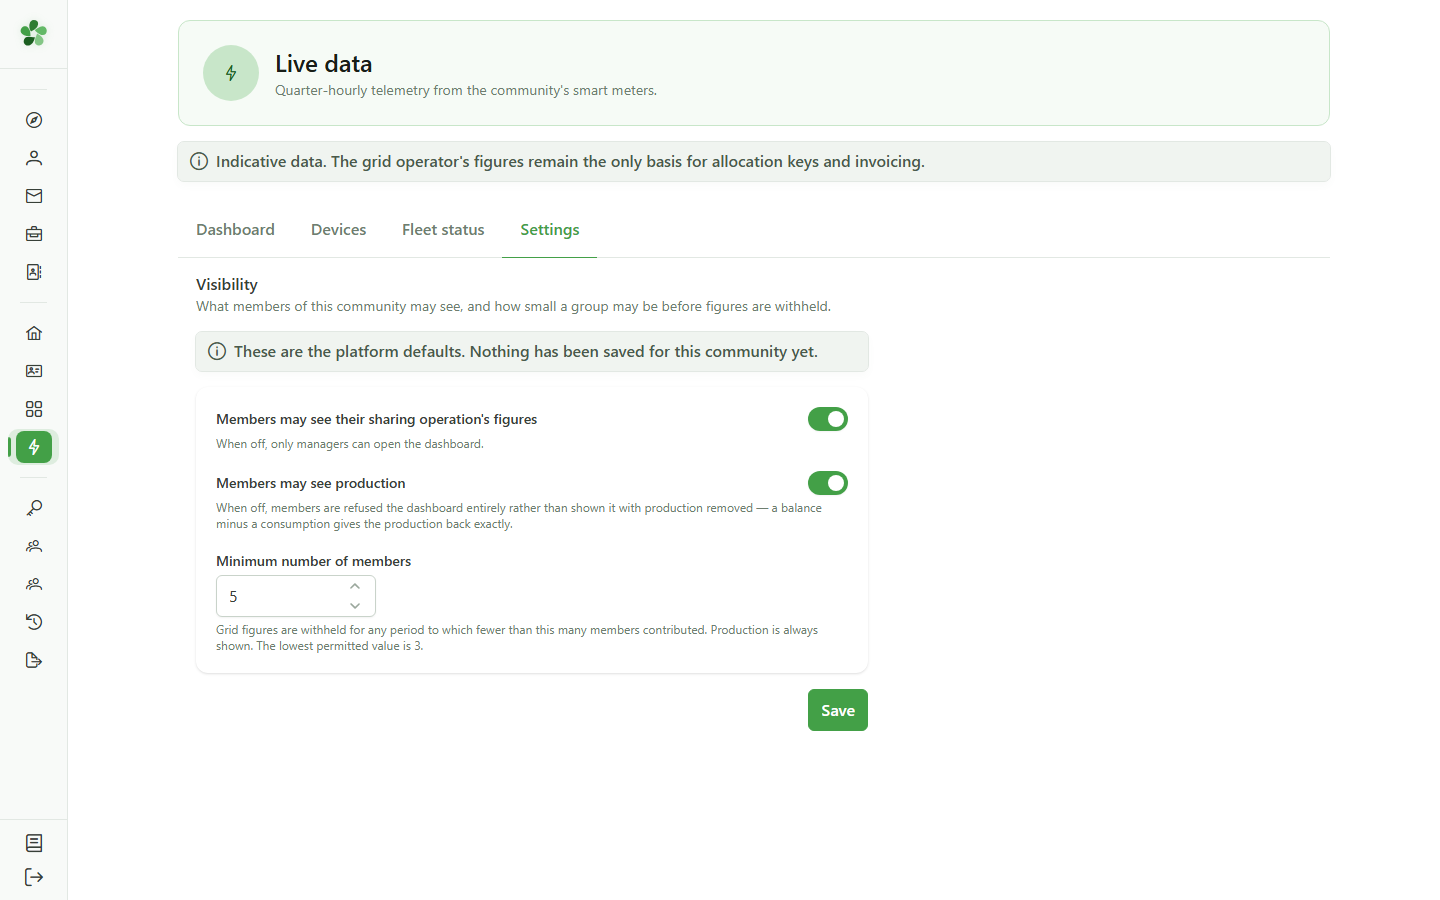 Live data
Quarter-hourly telemetry from the community's smart meters.
Indicative data. The grid operator's figures remain the only basis for allocation keys and invoicing.
Dashboard
Devices
Fleet status
Settings
Visibility
What members of this community may see, and how small a group may be before figures are withheld.
These are the platform defaults. Nothing has been saved for this community yet.
Members may see their sharing operation's figures
When off, only managers can open the dashboard.
Members may see production
When off, members are refused the dashboard entirely rather than shown it with production removed — a balance
minus a consumption gives the production back exactly.
Minimum number of members
5
Grid figures are withheld for any period to which fewer than this many members contributed. Production is always
shown. The lowest permitted value is 3.
Save